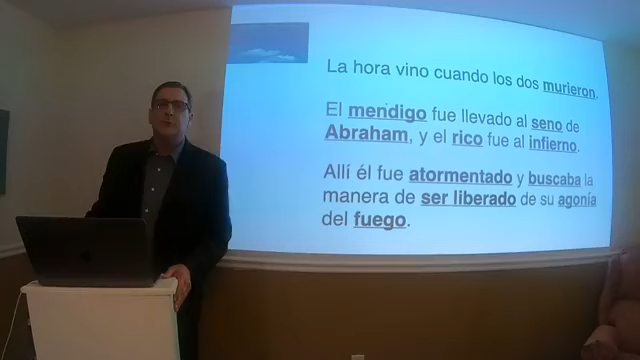 La hora vino cuando los dos murieron.
El mendigo fue llevado al seno de
Abraham, y el rico fue al infierno.
Allí él fue atormentado y buscaba la
manera de ser liberado de su agonía
del fuego.